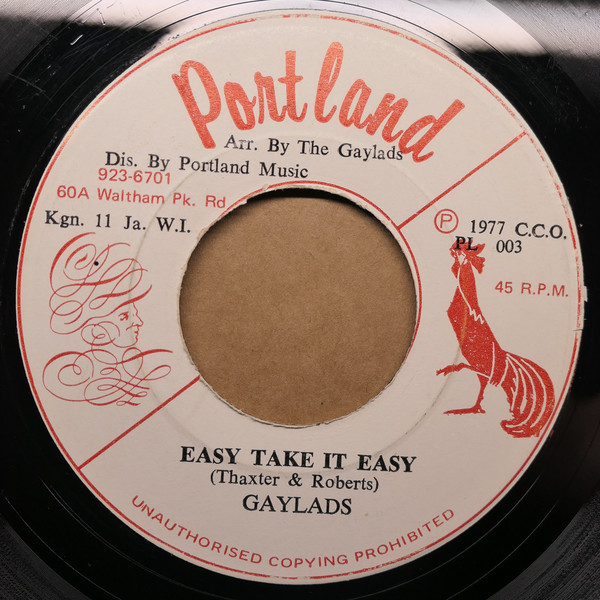 Portland
Arr. By The Gaylads
Dis. By Portland Music
923-6701
60A Waltham Pk. Rd
Kgn. 11 Ja. W.I.
Ⓟ 1977 C.C.O.
PL 003
45 R.P.M.
EASY TAKE IT EASY
(Thaxter & Roberts)
GAYLADS
UNAUTHORISED COPYING PROHIBITED